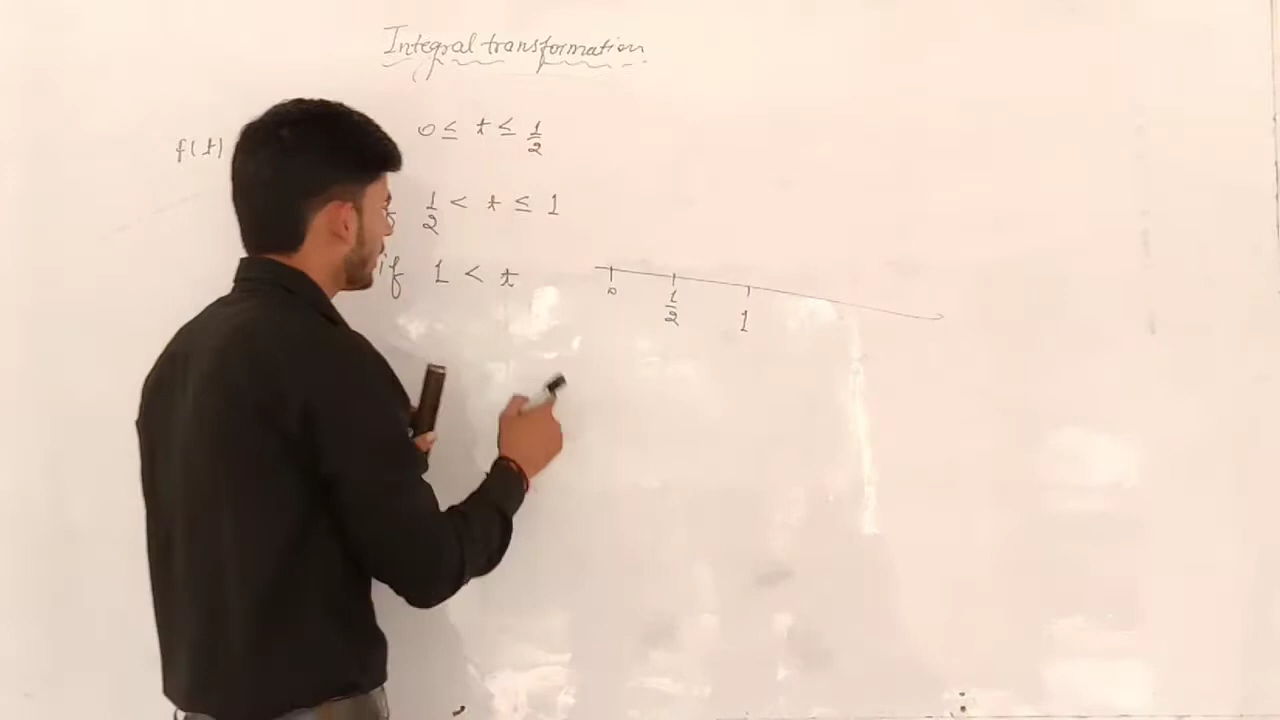 Integral transformation
f(t)
0 ≤ t ≤ 1/2
1/2 < t ≤ 1
if 1 < t
0 1/2 1